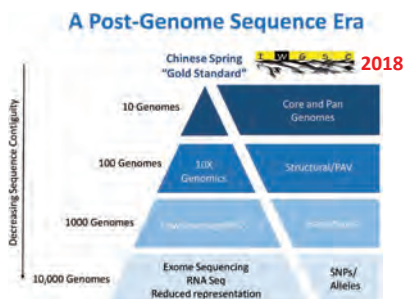 A Post-Genome Sequence Era
Chinese Spring
"Gold Standard"
I W G S C
2018
Decreasing Sequence Contiguity
10 Genomes
Core and Pan
Genomes
100 Genomes
10X
Genomics
Structural/PAV
1000 Genomes
10,000 Genomes
Exome Sequencing
RNA Seq
Reduced representation
SNPs/
Alleles